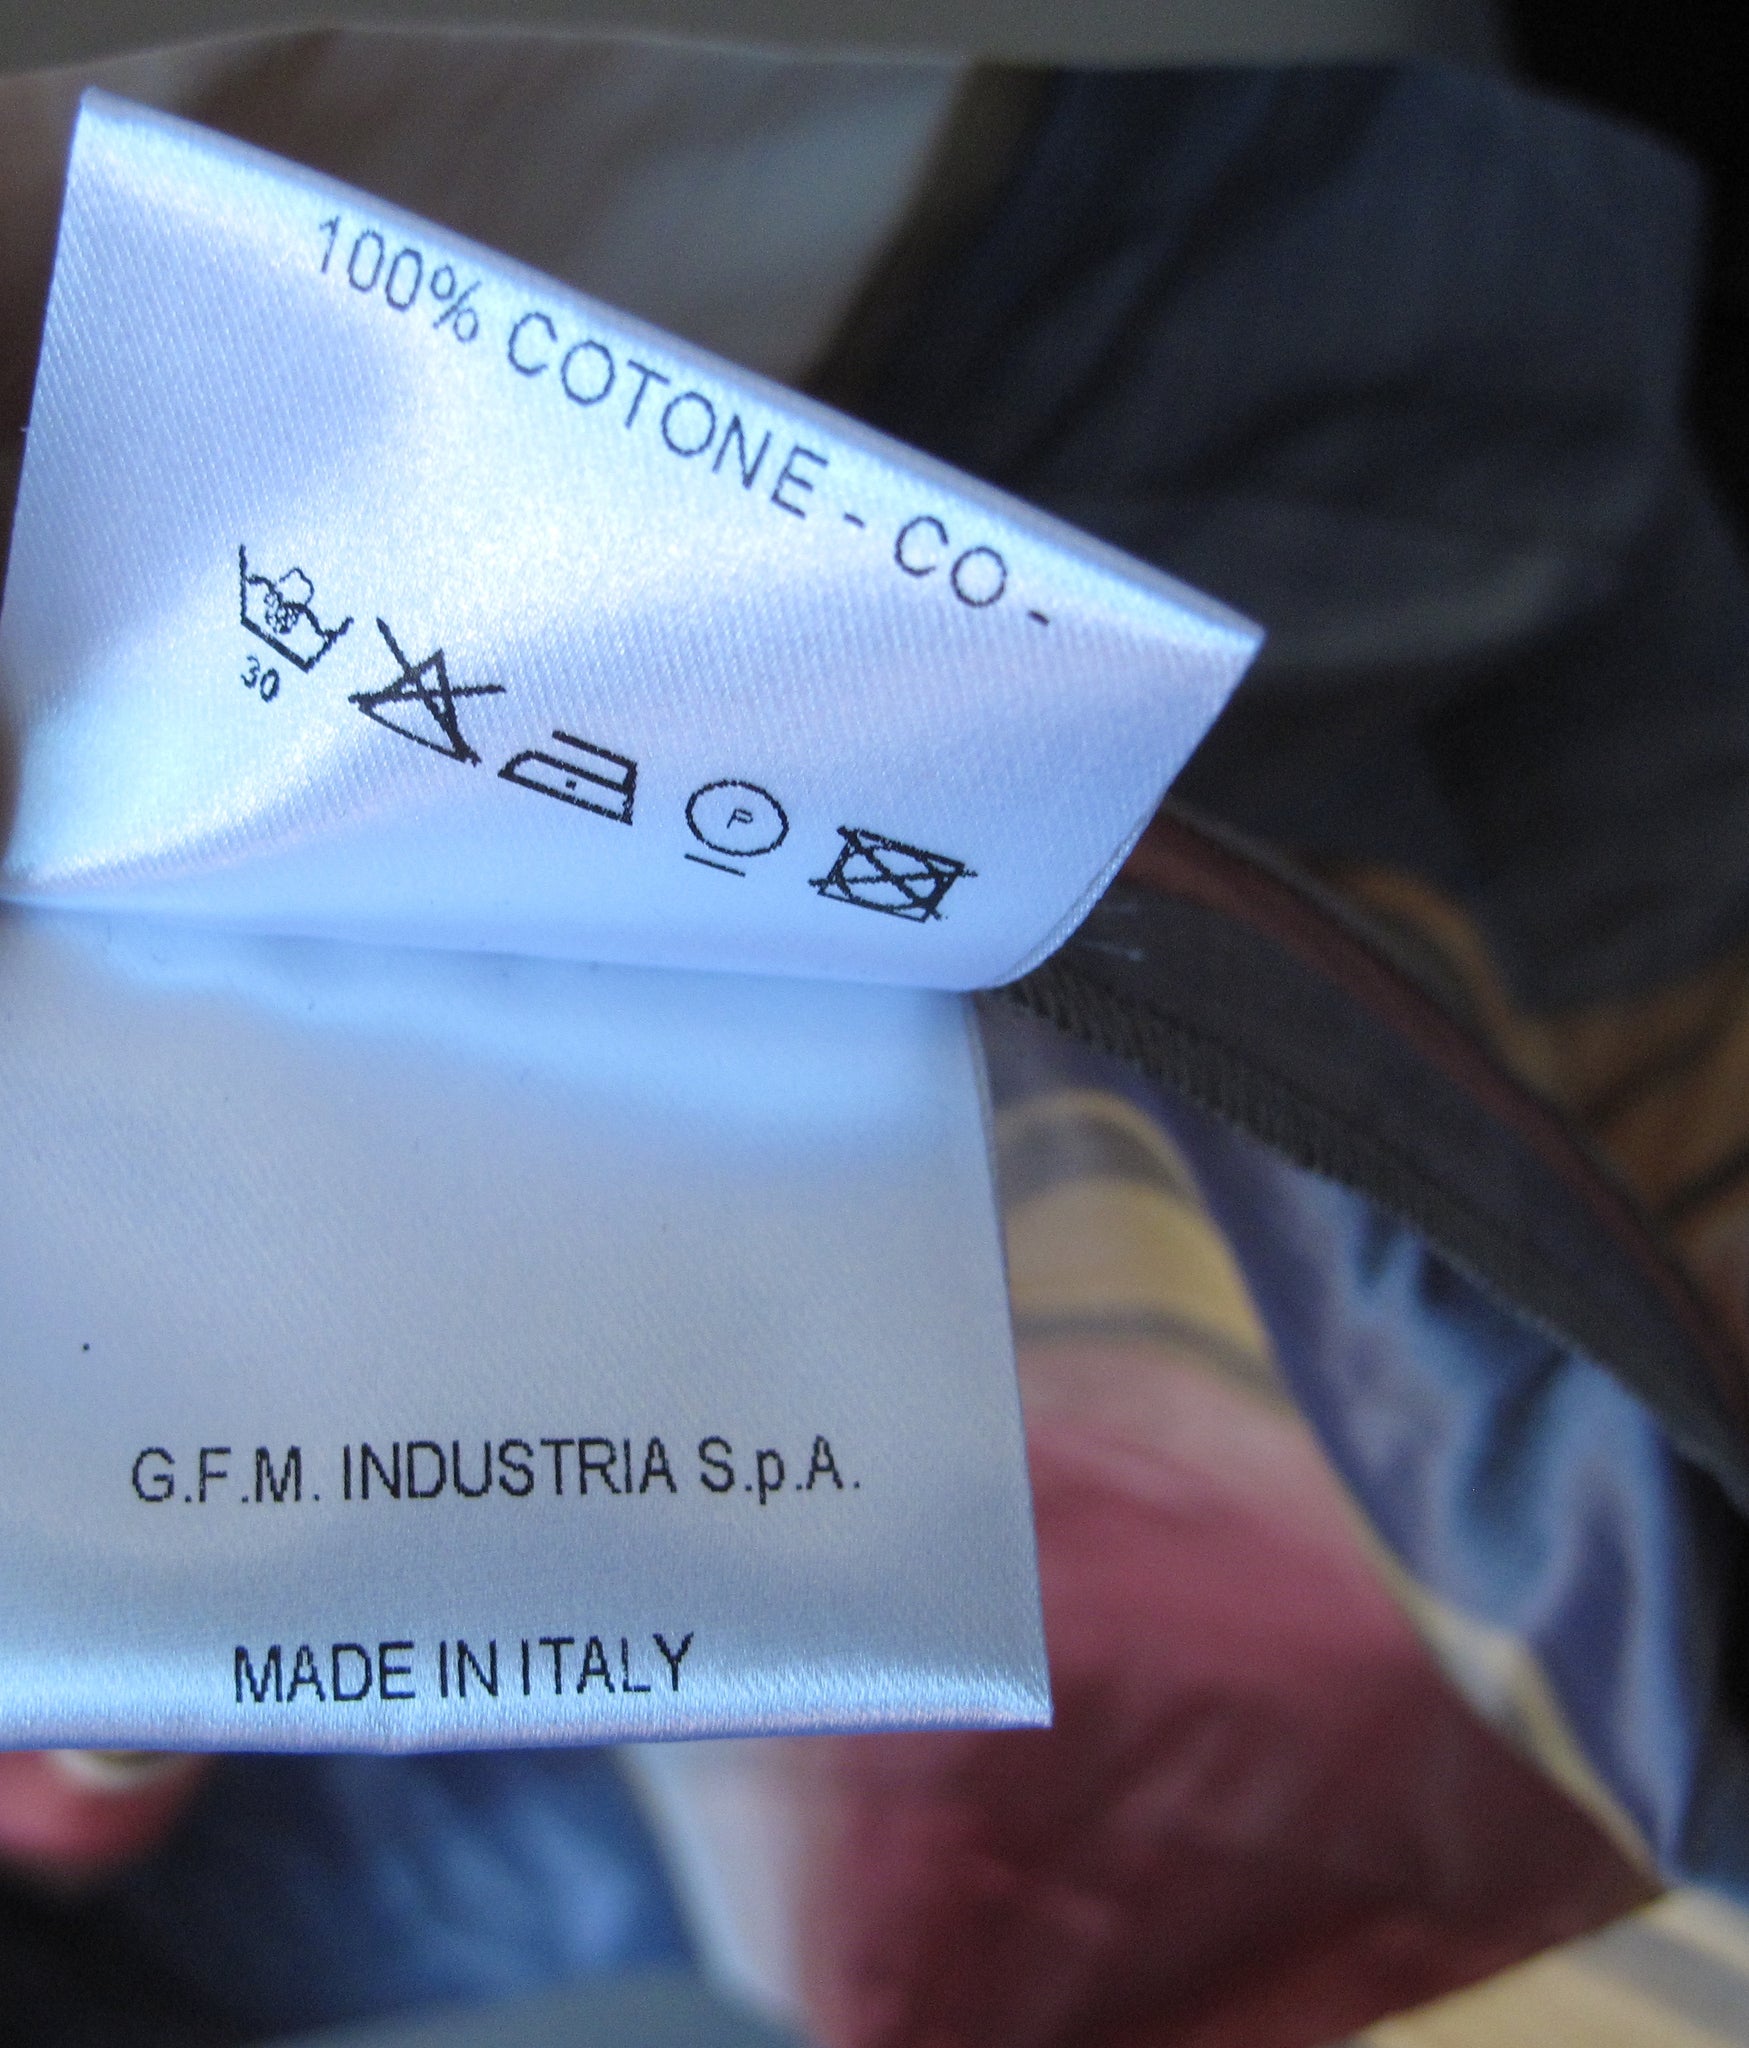 100% COTONE - CO -
30
P
G.F.M. INDUSTRIA S.p.A.
MADE IN ITALY